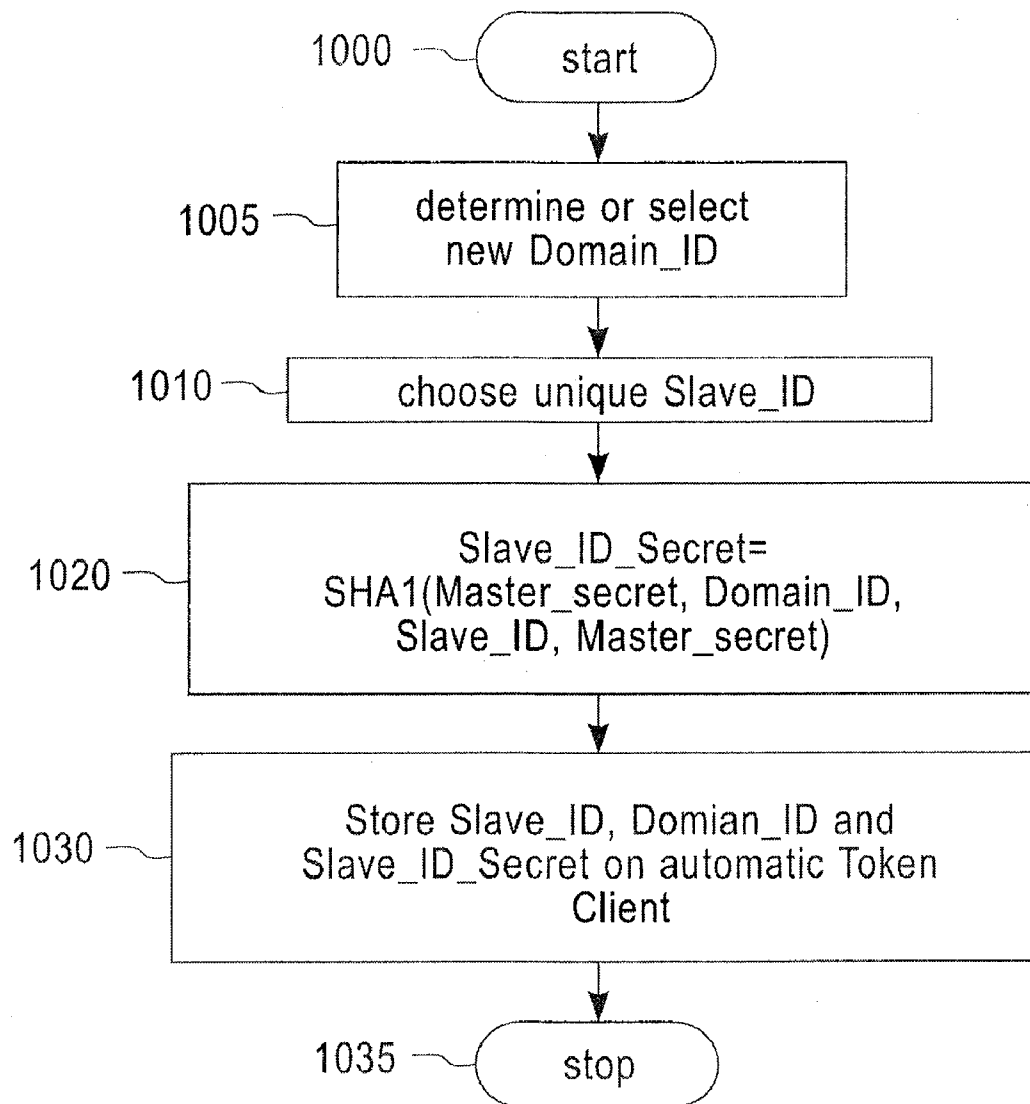 1000
start
1005
determine or select
new Domain_ID
1010
choose unique Slave_ID
1020
Slave_ID_Secret=
SHA1(Master_secret, Domain_ID,
Slave_ID, Master_secret)
1030
Store Slave_ID, Domian_ID and
Slave_ID_Secret on automatic Token
Client
1035
stop